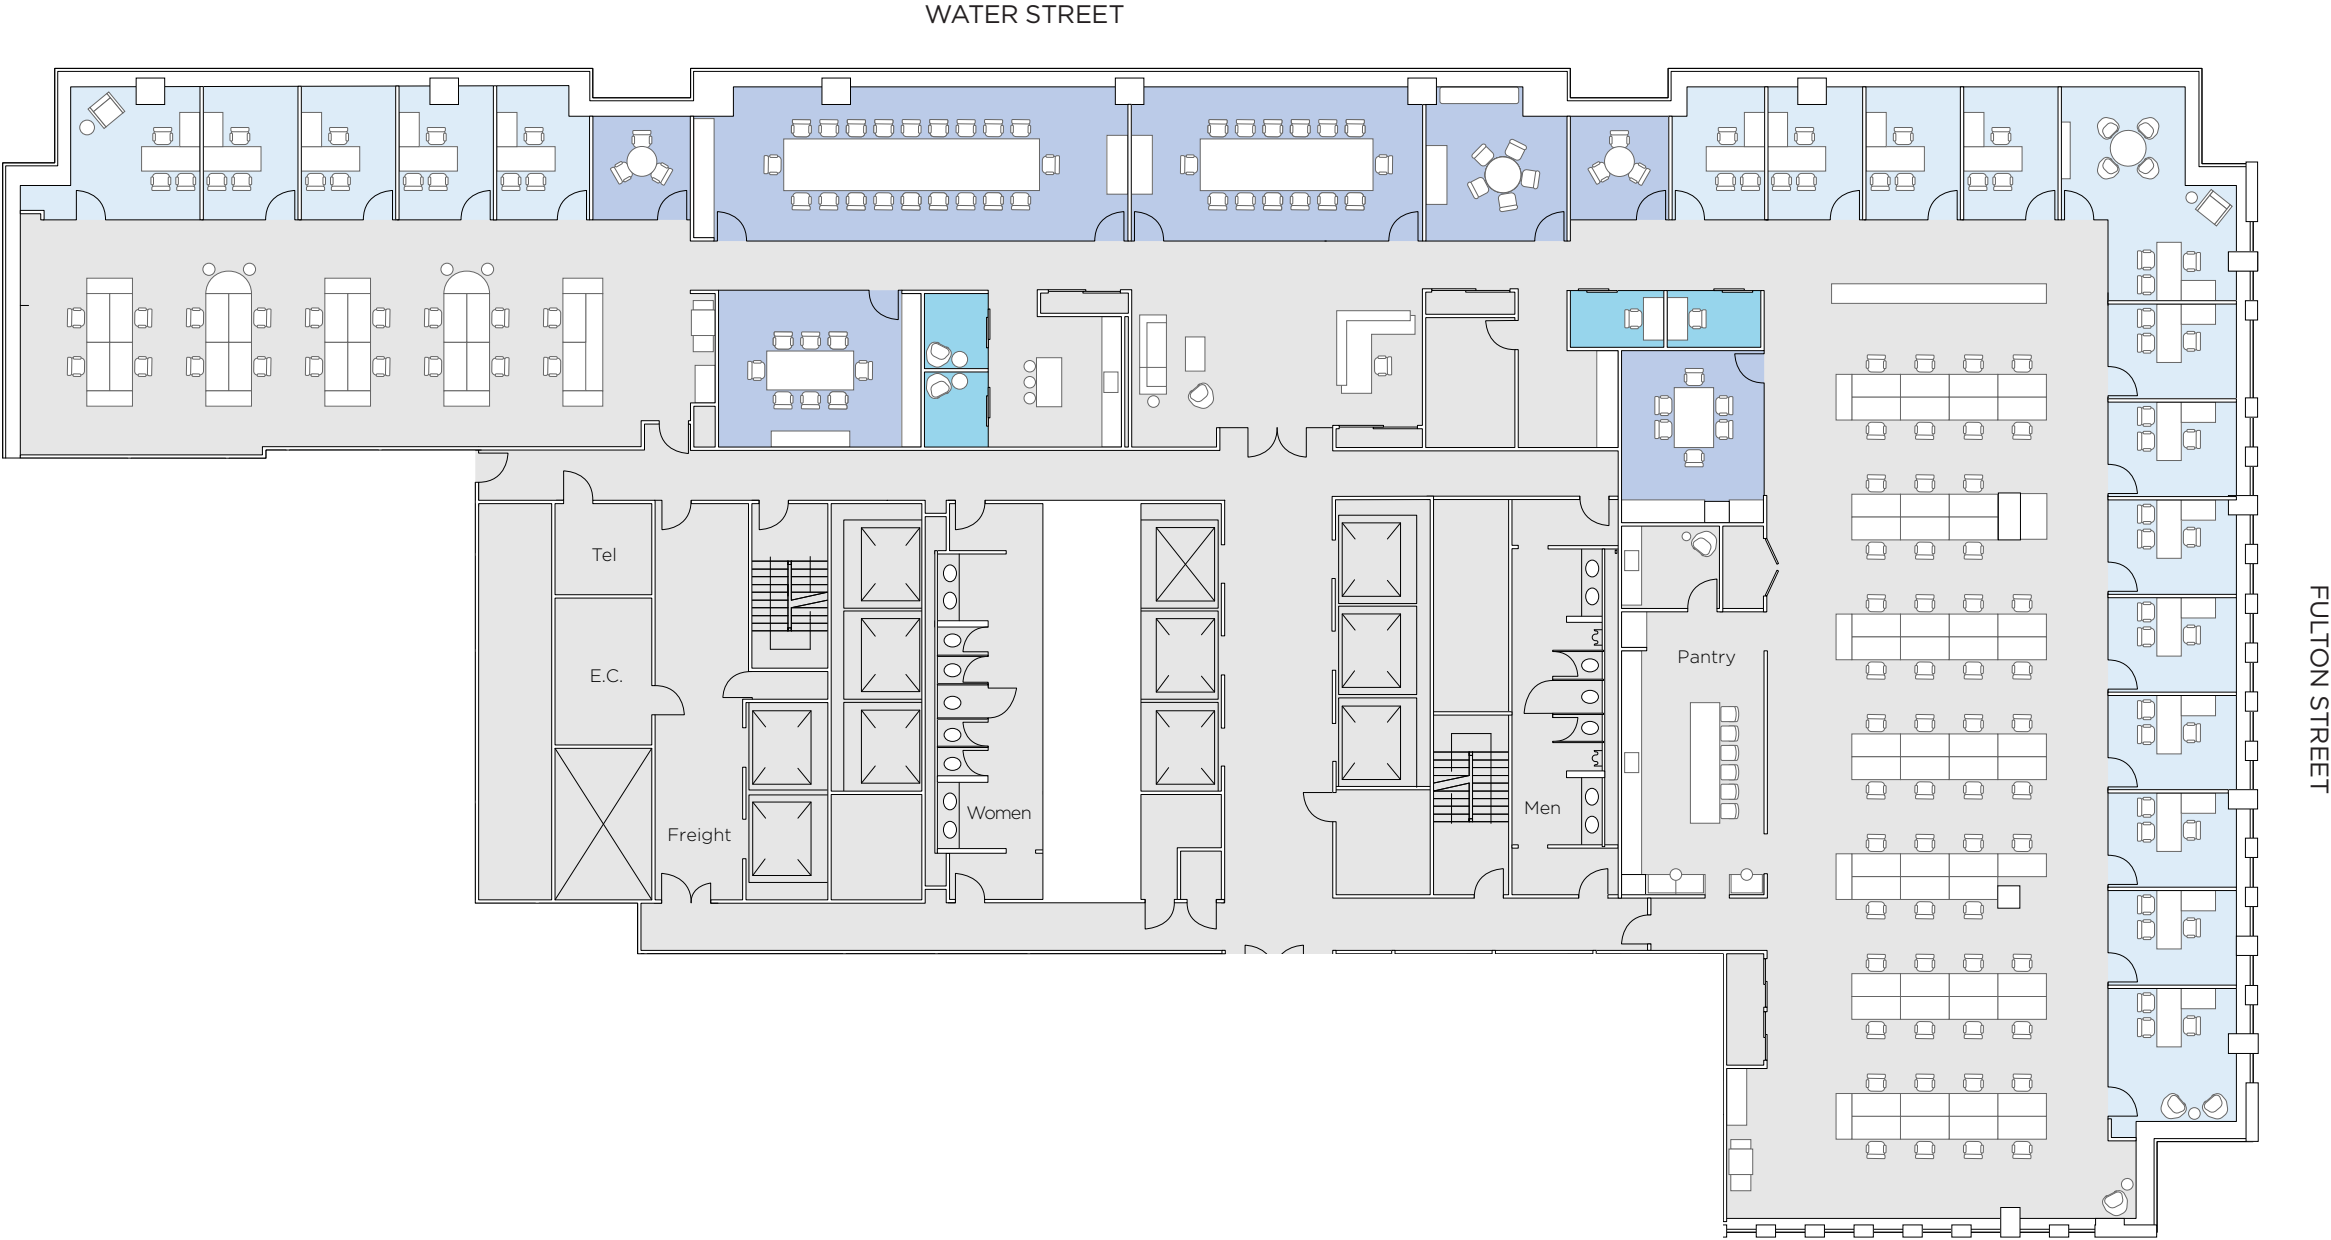 WATER STREET
Tel
FULTON STREET
Pantry
E.C.
Women
Men
Freight